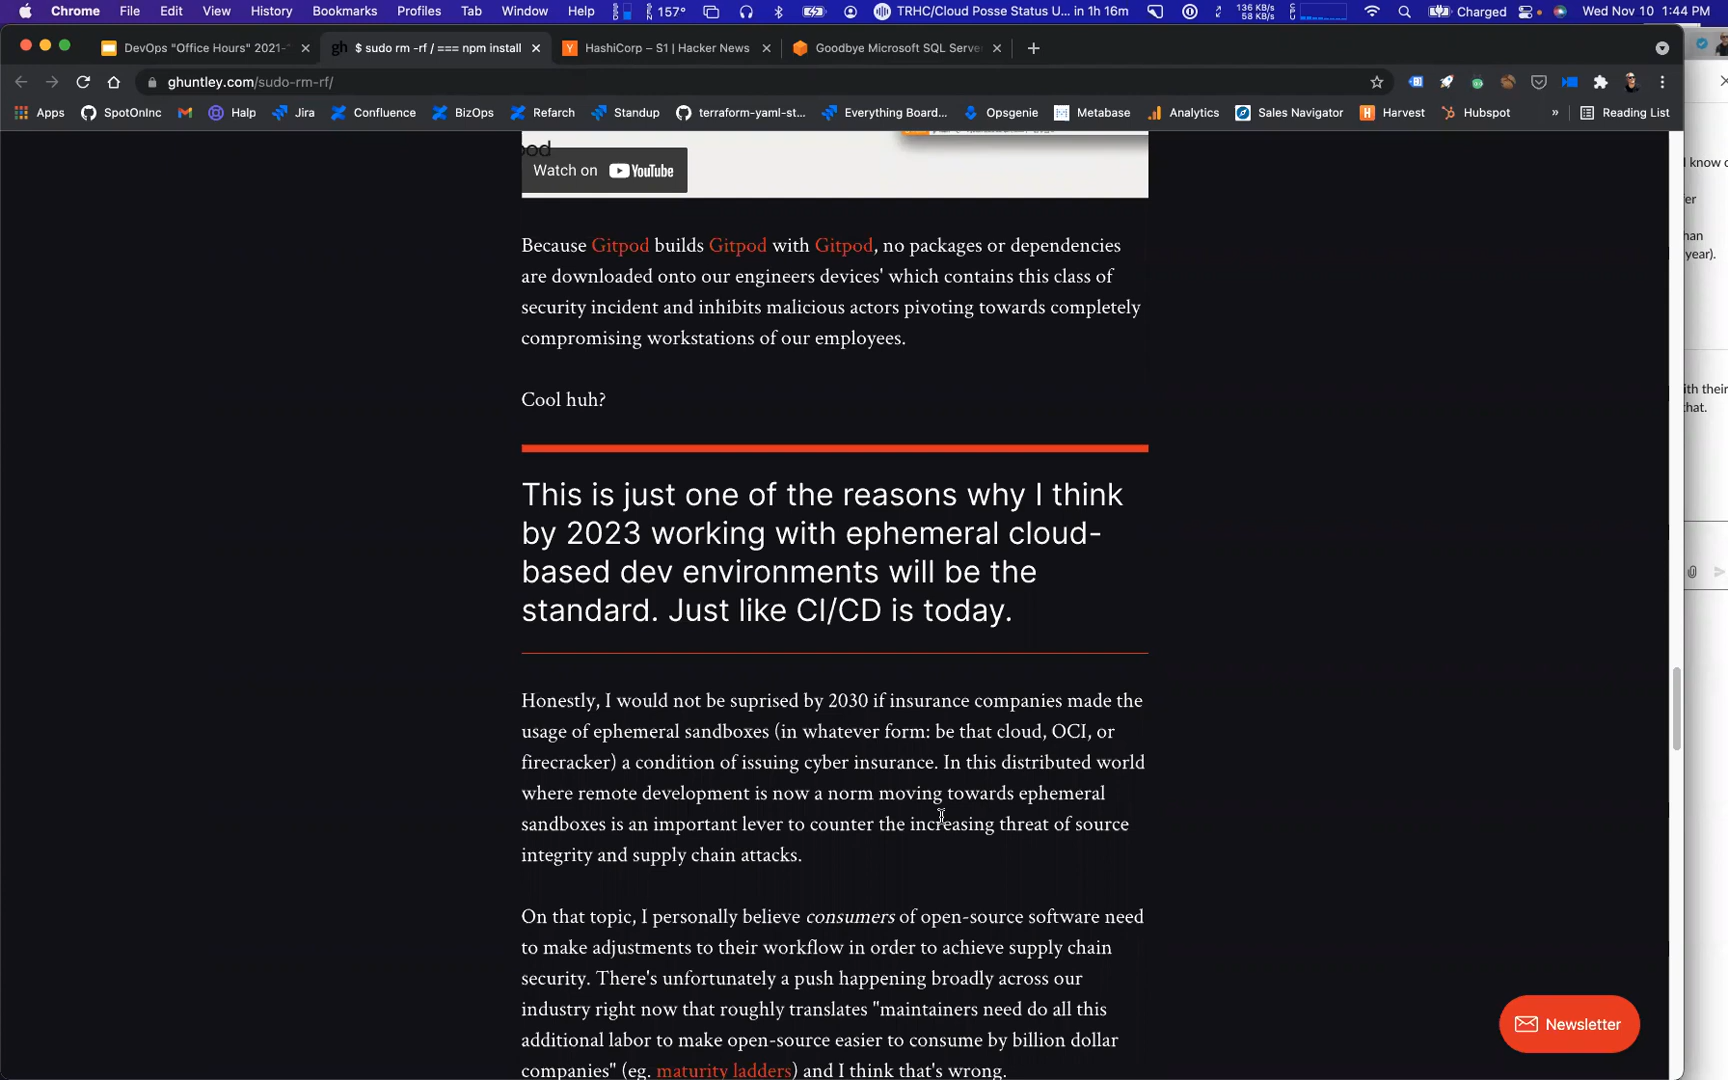 Chrome File Edit View History Bookmarks Profiles Tab Window Help 157° TRHC/Cloud Posse Status U... in 1h 16m 136 KB/s 58 KB/s Charged Wed Nov 10 1:44 PM
DevOps "Office Hours" 2021- gh $ sudo rm -rf / === npm install HashiCorp – S1 | Hacker News Goodbye Microsoft SQL Serve
ghuntley.com/sudo-rm-rf/
Apps SpotOnInc Halp Jira Confluence BizOps Refarch Standup terraform-yaml-st... Everything Board... Opsgenie Metabase Analytics Sales Navigator Harvest Hubspot » Reading List
Watch on YouTube
Because Gitpod builds Gitpod with Gitpod, no packages or dependencies
are downloaded onto our engineers devices' which contains this class of
security incident and inhibits malicious actors pivoting towards completely
compromising workstations of our employees.
Cool huh?
This is just one of the reasons why I think
by 2023 working with ephemeral cloud-
based dev environments will be the
standard. Just like CI/CD is today.
Honestly, I would not be suprised by 2030 if insurance companies made the
usage of ephemeral sandboxes (in whatever form: be that cloud, OCI, or
firecracker) a condition of issuing cyber insurance. In this distributed world
where remote development is now a norm moving towards ephemeral
sandboxes is an important lever to counter the increasing threat of source
integrity and supply chain attacks.
On that topic, I personally believe consumers of open-source software need
to make adjustments to their workflow in order to achieve supply chain
security. There's unfortunately a push happening broadly across our
industry right now that roughly translates "maintainers need do all this
additional labor to make open-source easier to consume by billion dollar
companies" (eg. maturity ladders) and I think that's wrong.
Newsletter
know
year).
their
that.